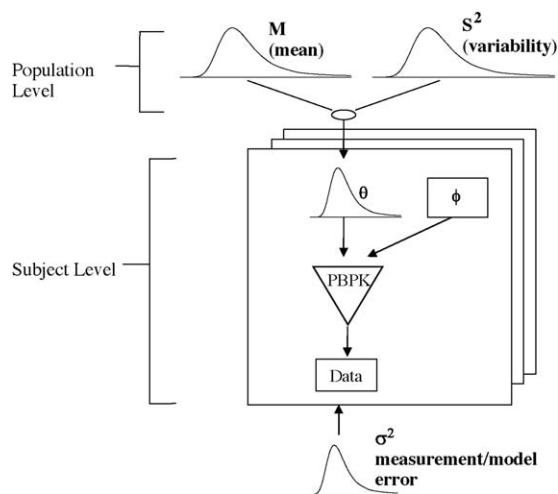 M
(mean)
S²
(variability)
Population
Level
θ
ϕ
Subject Level
PBPK
Data
σ²
measurement/model
error